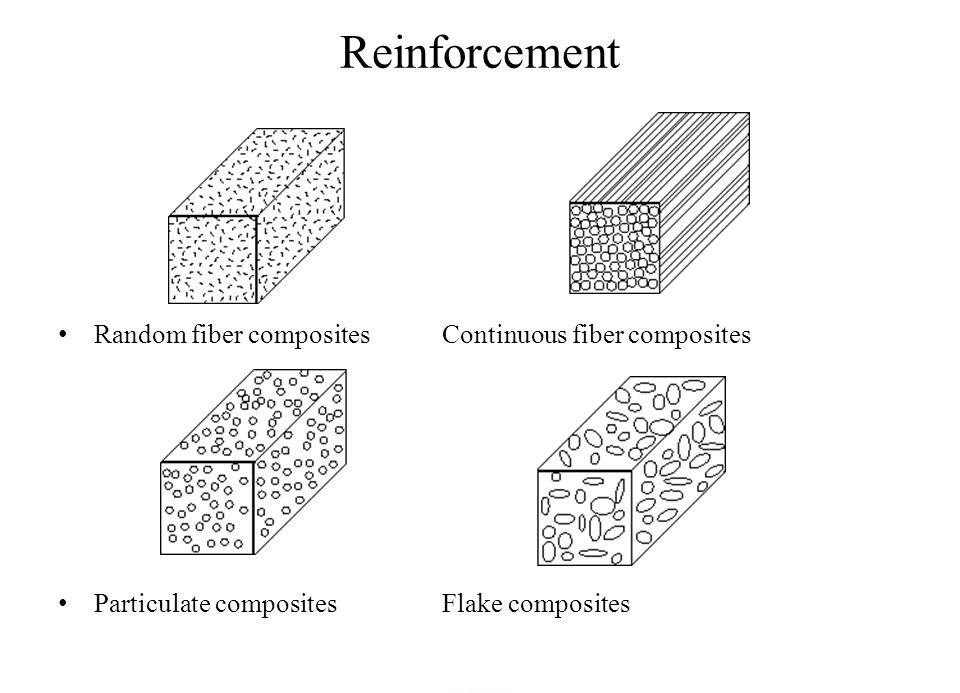 Reinforcement
• Random fiber composites Continuous fiber composites
• Particulate composites Flake composites